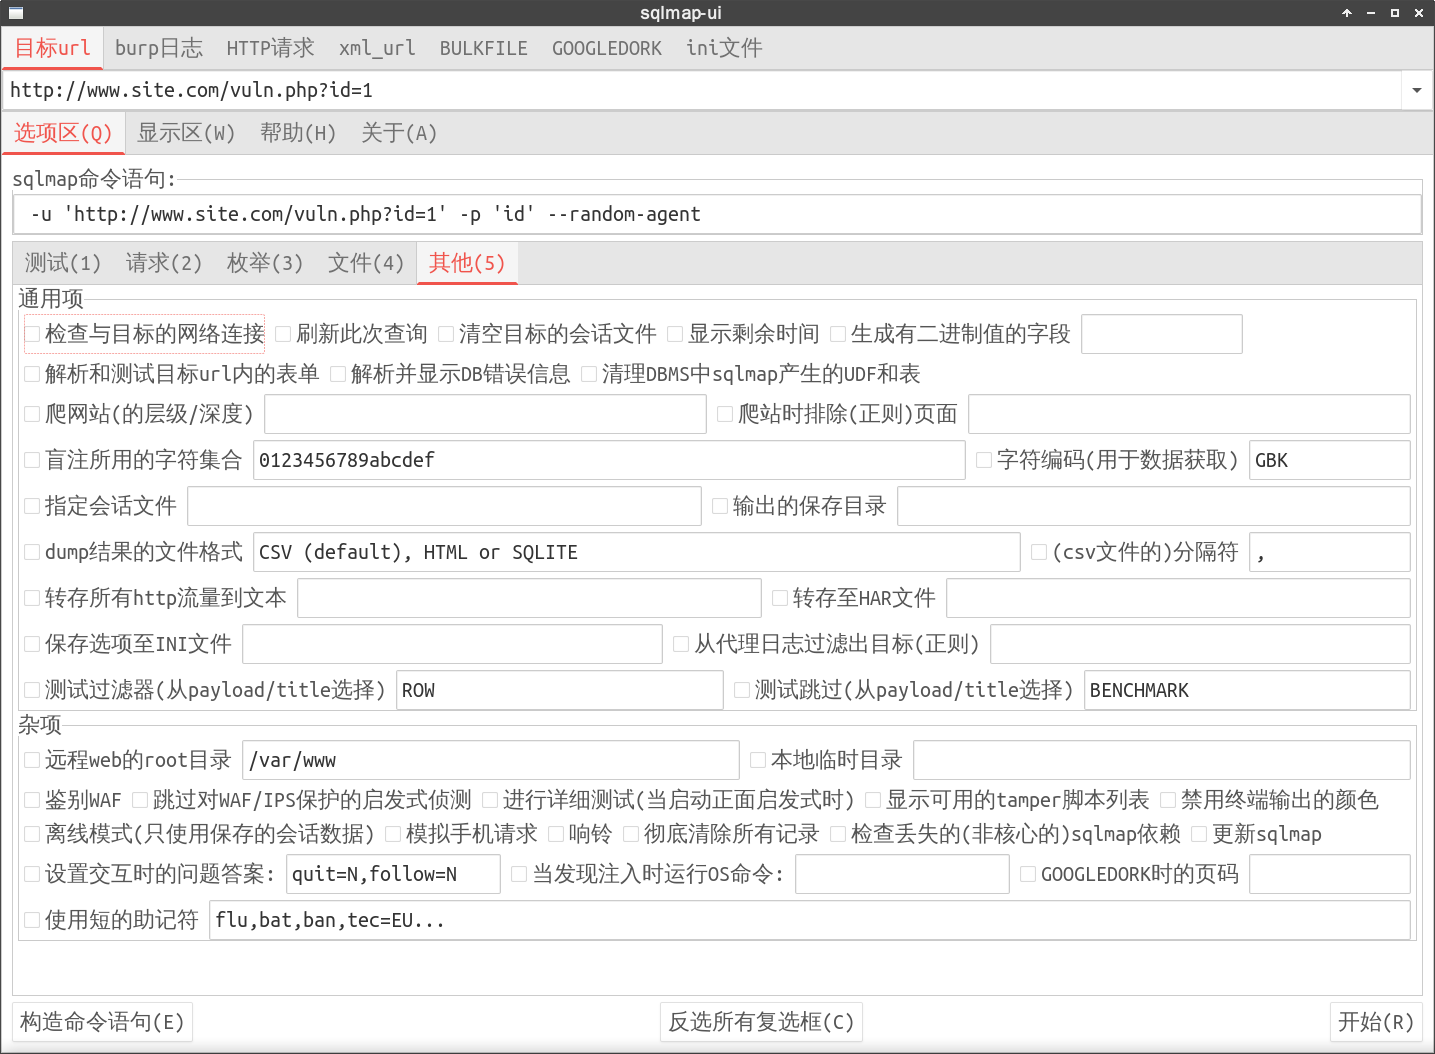 sqlmap-ui
目标url burp日志 HTTP请求 xml_url BULKFILE GOOGLEDORK ini文件
http://www.site.com/vuln.php?id=1
选项区(Q) 显示区(W) 帮助(H) 关于(A)
sqlmap命令语句:
-u 'http://www.site.com/vuln.php?id=1' -p 'id' --random-agent
测试(1) 请求(2) 枚举(3) 文件(4) 其他(5)
通用项
检查与目标的网络连接 刷新此次查询 清空目标的会话文件 显示剩余时间 生成有二进制值的字段
解析和测试目标url内的表单 解析并显示DB错误信息 清理DBMS中sqlmap产生的UDF和表
爬网站(的层级/深度) 爬站时排除(正则)页面
盲注所用的字符集合 0123456789abcdef 字符编码(用于数据获取) GBK
指定会话文件 输出的保存目录
dump结果的文件格式 CSV (default), HTML or SQLITE (csv文件的)分隔符 ,
转存所有http流量到文本 转存至HAR文件
保存选项至INI文件 从代理日志过滤出目标(正则)
测试过滤器(从payload/title选择) ROW 测试跳过(从payload/title选择) BENCHMARK
杂项
远程web的root目录 /var/www 本地临时目录
鉴别WAF 跳过对WAF/IPS保护的启发式侦测 进行详细测试(当启动正面启发式时) 显示可用的tamper脚本列表 禁用终端输出的颜色
离线模式(只使用保存的会话数据) 模拟手机请求 响铃 彻底清除所有记录 检查丢失的(非核心的)sqlmap依赖 更新sqlmap
设置交互时的问题答案: quit=N,follow=N 当发现注入时运行OS命令: GOOGLEDORK时的页码
使用短的助记符 flu,bat,ban,tec=EU...
构造命令语句(E) 反选所有复选框(C) 开始(R)